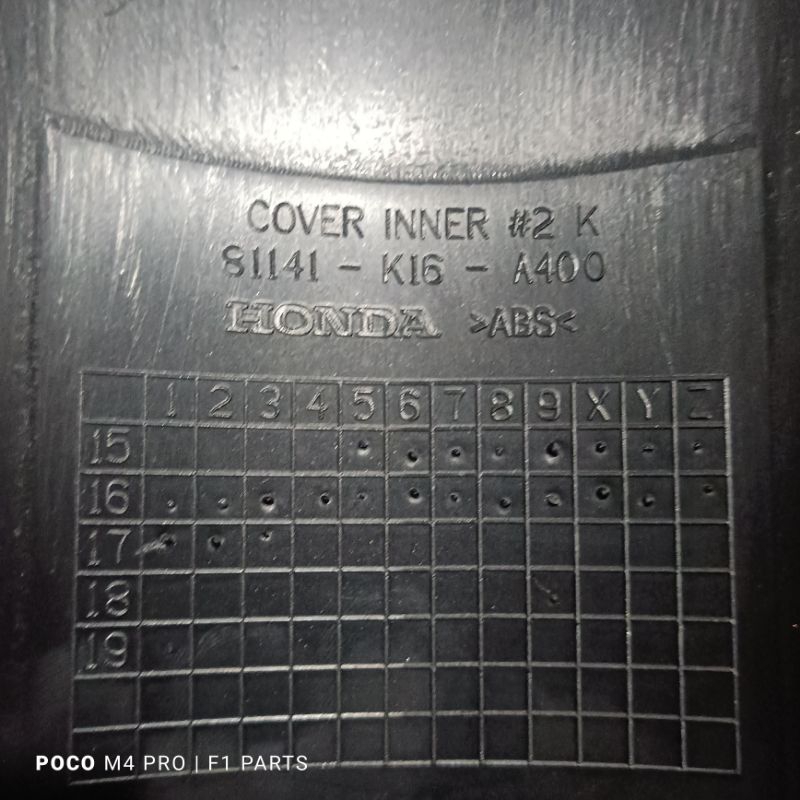 COVER INNER #2 K
81141 - K16 - A400
HONDA >ABS<
1 2 3 4 5 6 7 8 9 X Y Z
15
16
17
18
19
POCO M4 PRO | F1 PARTS